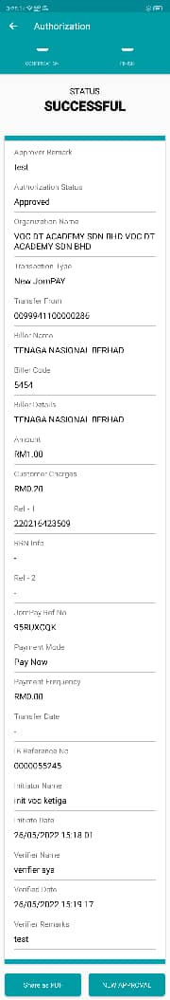 Authorization
CONFIRMATION
FINISH
STATUS
SUCCESSFUL
Approver Remark
test
Authorization Status
Approved
Organization Name
VOC DT ACADEMY SDN BHD VOC DT
ACADEMY SDN BHD
Transaction Type
New JomPAY
Transfer From
0099941100000286
Biller Name
TENAGA NASIONAL BERHAD
Biller Code
5454
Biller Details
TENAGA NASIONAL BERHAD
Amount
RM1.00
Customer Charges
RM0.20
Ref - 1
220216423509
RRN Info
-
Ref - 2
-
JomPay Ref No
95RUXCQK
Payment Mode
Pay Now
Payment Frequency
RM0.00
Transfer Date
-
IB Reference No
0000055245
Initiator Name
init voc ketiga
Initiate Date
26/05/2022 15:18:01
Verifier Name
verifier sya
Verified Date
26/05/2022 15:19:17
Verifier Remarks
test
Share as PDF
NEW APPROVAL